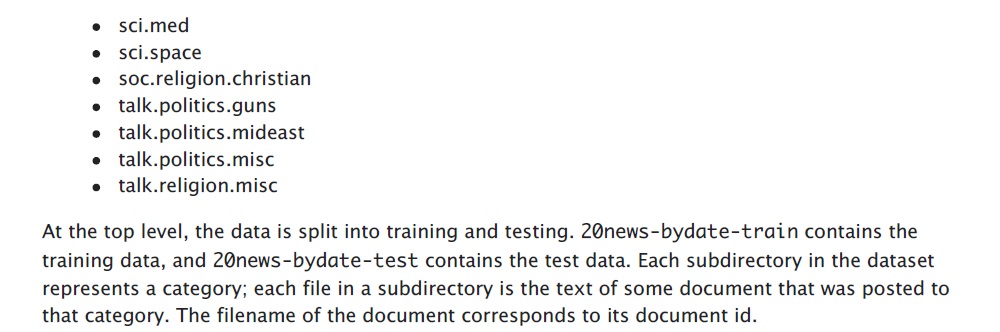 • sci.med
• sci.space
• soc.religion.christian
• talk.politics.guns
• talk.politics.mideast
• talk.politics.misc
• talk.religion.misc
At the top level, the data is split into training and testing. 20news-bydate-train contains the
training data, and 20news-bydate-test contains the test data. Each subdirectory in the dataset
represents a category; each file in a subdirectory is the text of some document that was posted to
that category. The filename of the document corresponds to its document id.